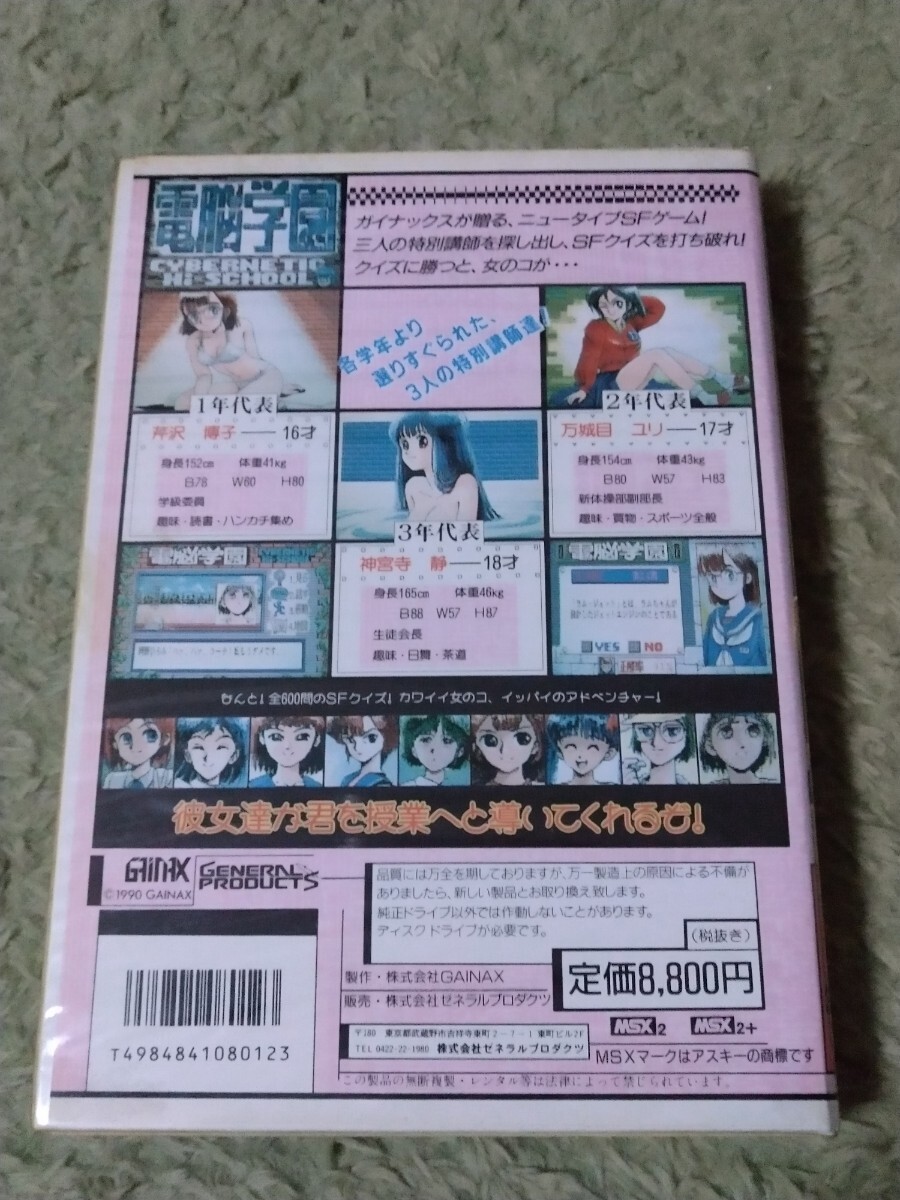 電脳学園
CYBERNETIC
HI-SCHOOL
ガイナックスが贈る、ニュータイプSFゲーム!
三人の特別講師を探し出し、SFクイズを打ち破れ!
クイズに勝つと、女のコが・・・
各学年より
選りすぐられた、
3人の特別講師達!
1年代表
芹沢 傳子――16才
身長152cm 体重41kg
B78 W60 H80
学級委員
趣味・読書・ハンカチ集め
2年代表
万城目 ユリ――17才
身長154cm 体重43kg
B80 W57 H83
新体操部副部長
趣味・買物・スポーツ全般
3年代表
神宮寺 静――18才
身長165cm 体重46kg
B88 W57 H87
生徒会長
趣味・日舞・茶道
電脳学園
電脳学園
YES NO
なんと!全600問のSFクイズ!カワイイ女のコ、イッパイのアドベンチャー!
彼女達が君を授業へと導いてくれるぞ!
GAINAX
©1990 GAINAX
GENERAL
PRODUCTS
品質には万全を期しておりますが、万一製造上の原因による不備が
ありましたら、新しい製品とお取り換え致します。
純正ドライブ以外では作動しないことがあります。
ディスクドライブが必要です。
(税抜き)
定価8,800円
製作・株式会社GAINAX
販売・株式会社ゼネラルプロダクツ
〒180 東京都武蔵野市吉祥寺東町2-7-1 東町ビル2F
TEL 0422-22-1980 株式会社ゼネラルプロダクツ
MSX2 MSX2+
MSXマークはアスキーの商標です
T4984841080123
この製品の無断複製・レンタル等は法律によって禁じられています。